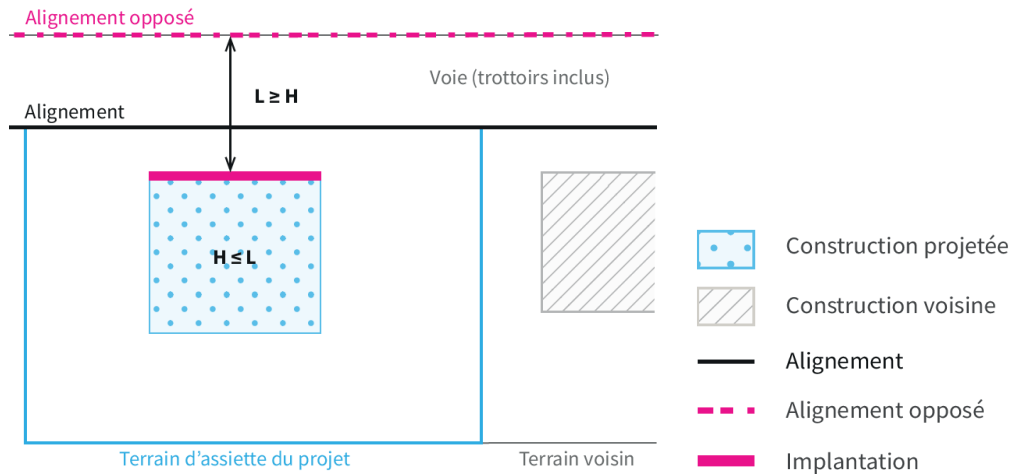 Alignement opposé
Voie (trottoirs inclus)
L ≥ H
Alignement
H ≤ L
Construction projetée
Construction voisine
Alignement
Alignement opposé
Implantation
Terrain d’assiette du projet
Terrain voisin